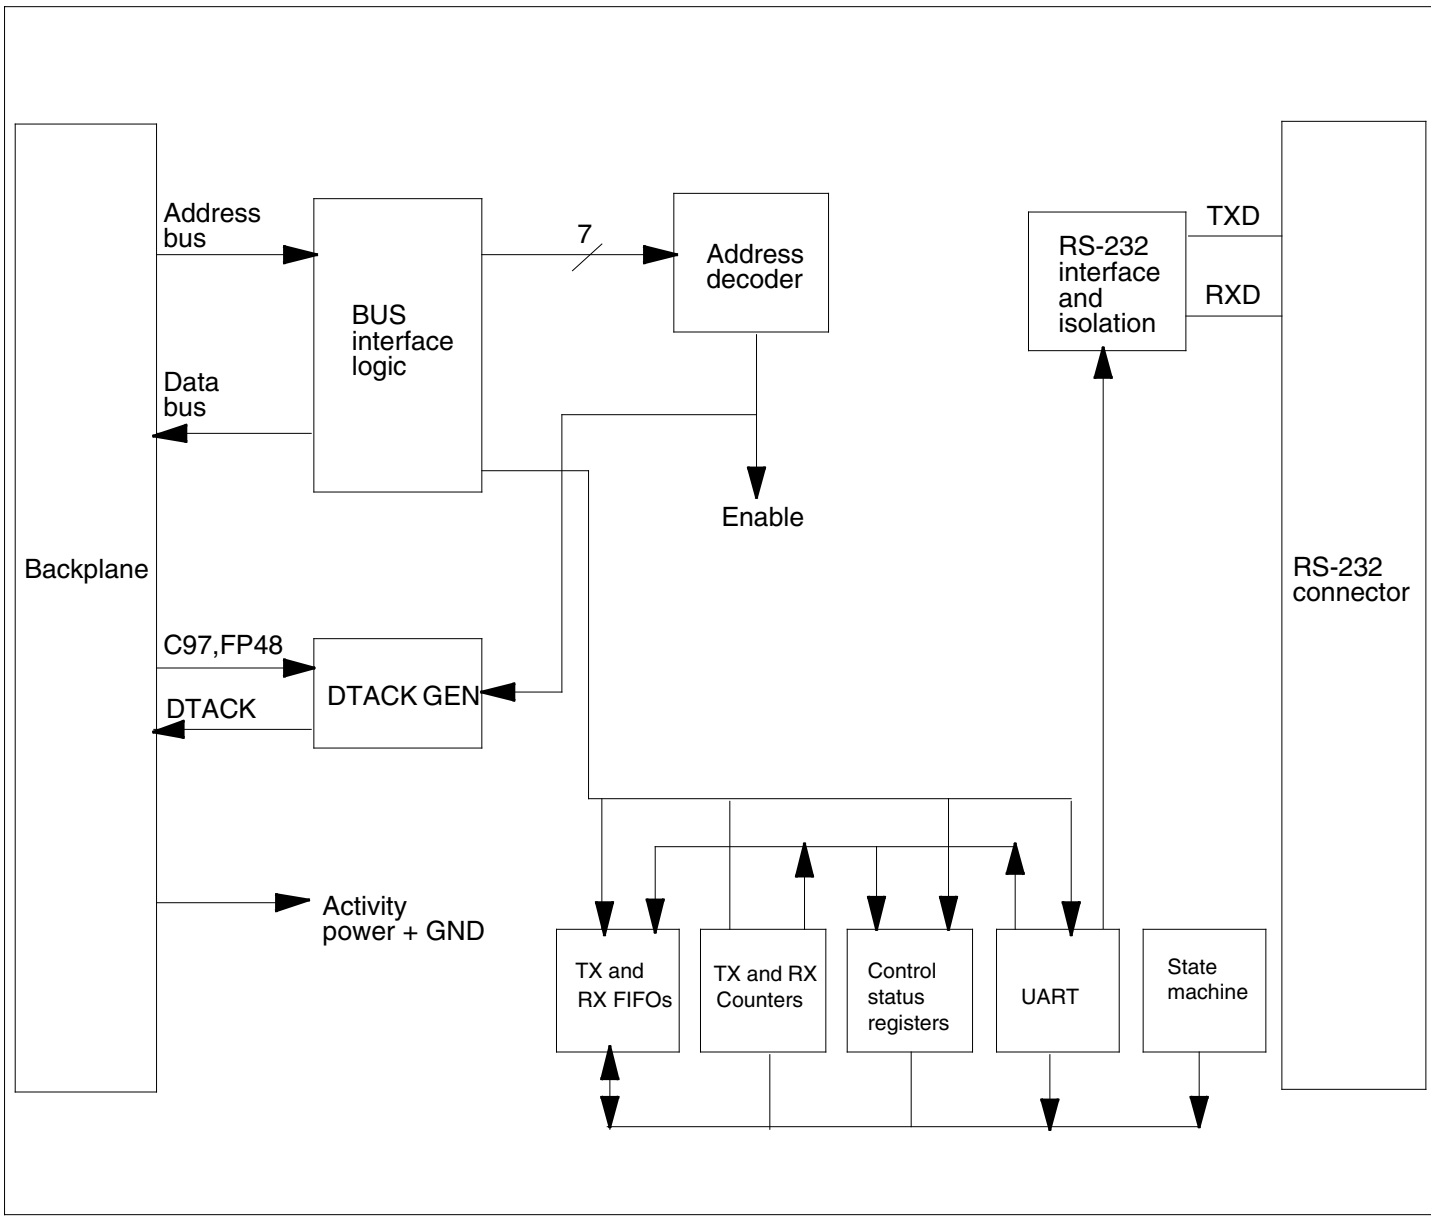 Address
bus
7
Address
decoder
TXD
RS-232
interface
and
isolation
RXD
BUS
interface
logic
Data
bus
Enable
Backplane
RS-232
connector
C97,FP48
DTACK GEN
DTACK
Activity
power + GND
TX and
RX FIFOs
TX and RX
Counters
Control
status
registers
UART
State
machine